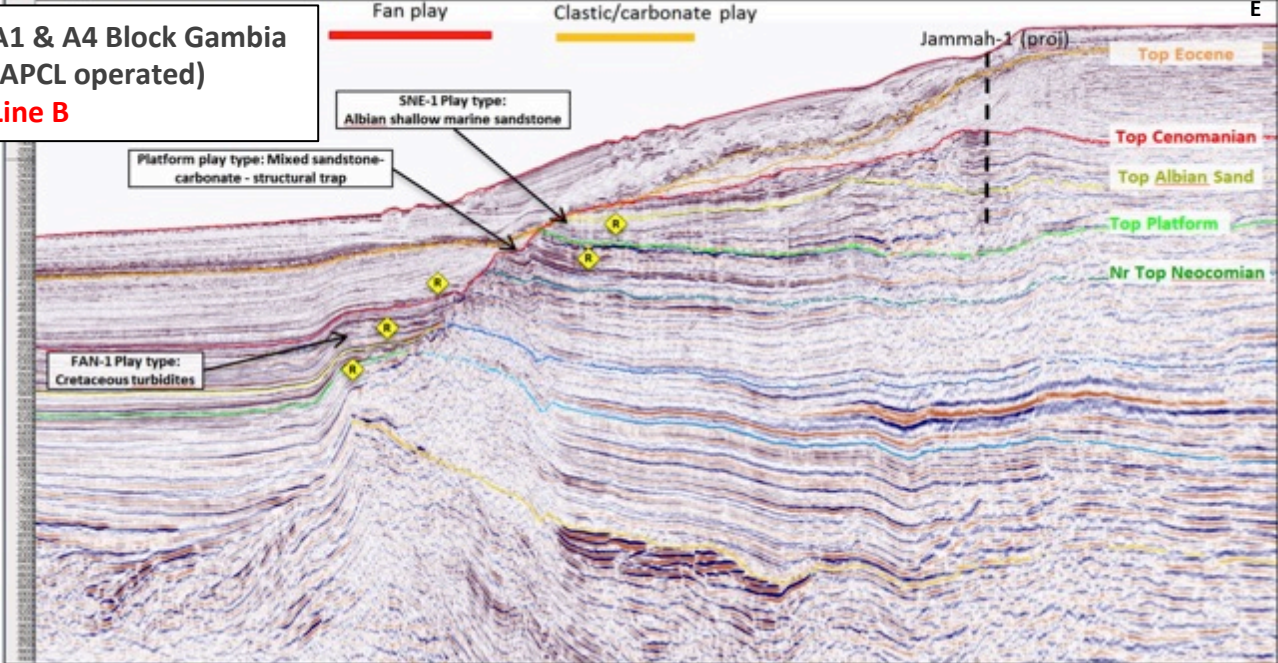 Fan play
Clastic/carbonate play
E
A1 & A4 Block Gambia
APCL operated)
Line B
Jammah-1 (proj)
Top Eocene
SNE-1 Play type:
Albian shallow marine sandstone
Top Cenomanian
Platform play type: Mixed sandstone-
carbonate - structural trap
Top Albian Sand
R
Top Platform
R
Nr Top Neocomian
R
R
FAN-1 Play type:
Cretaceous turbidites
R